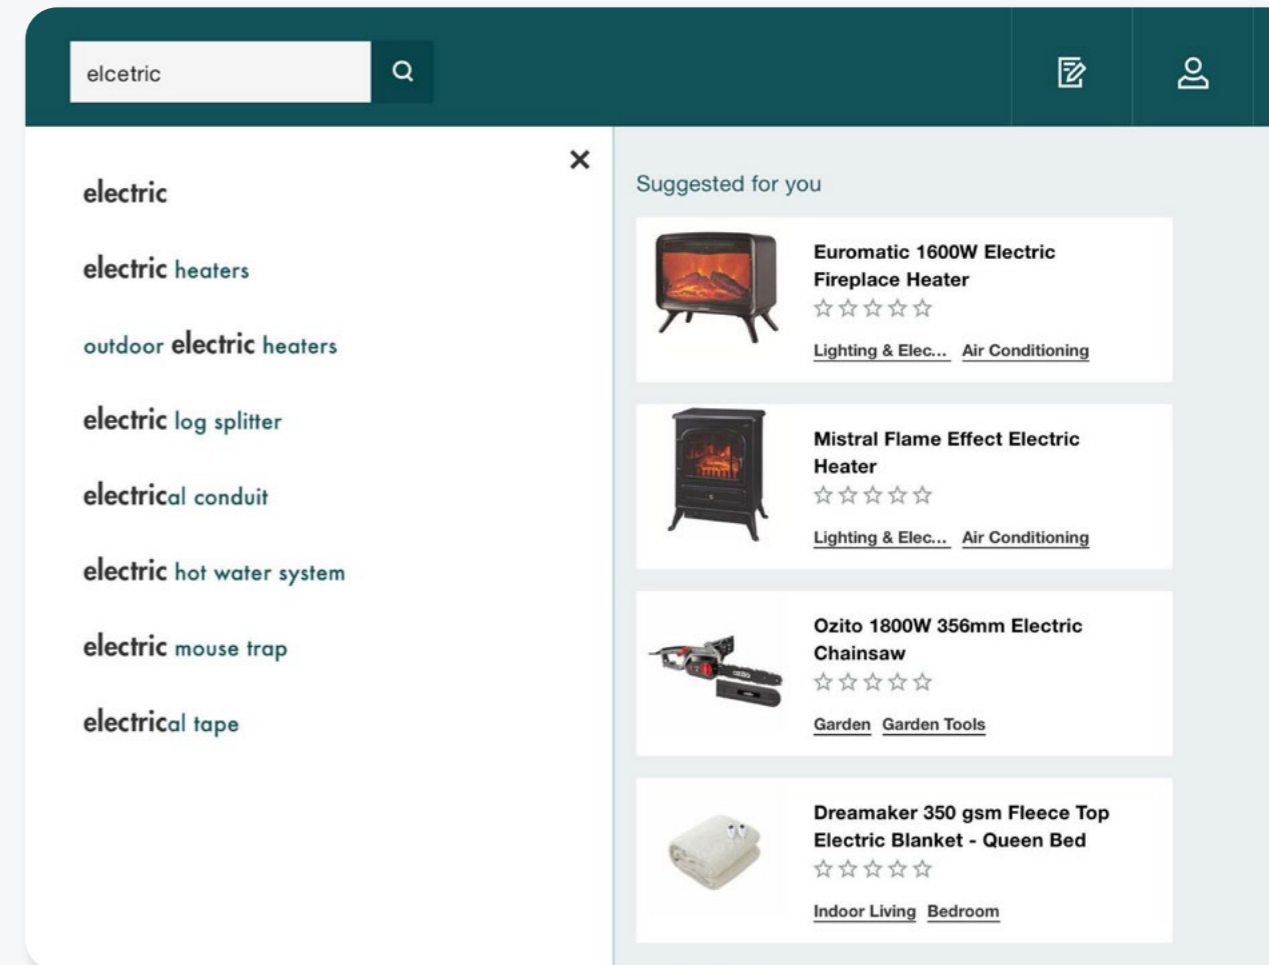 elcetric
electric
electric heaters
outdoor electric heaters
electric log splitter
electrical conduit
electric hot water system
electric mouse trap
electrical tape
Suggested for you
Euromatic 1600W Electric
Fireplace Heater
Lighting & Elec... Air Conditioning
Mistral Flame Effect Electric
Heater
Lighting & Elec... Air Conditioning
Ozito 1800W 356mm Electric
Chainsaw
OZITO
Garden Garden Tools
Dreamaker 350 gsm Fleece Top
Electric Blanket - Queen Bed
Indoor Living Bedroom